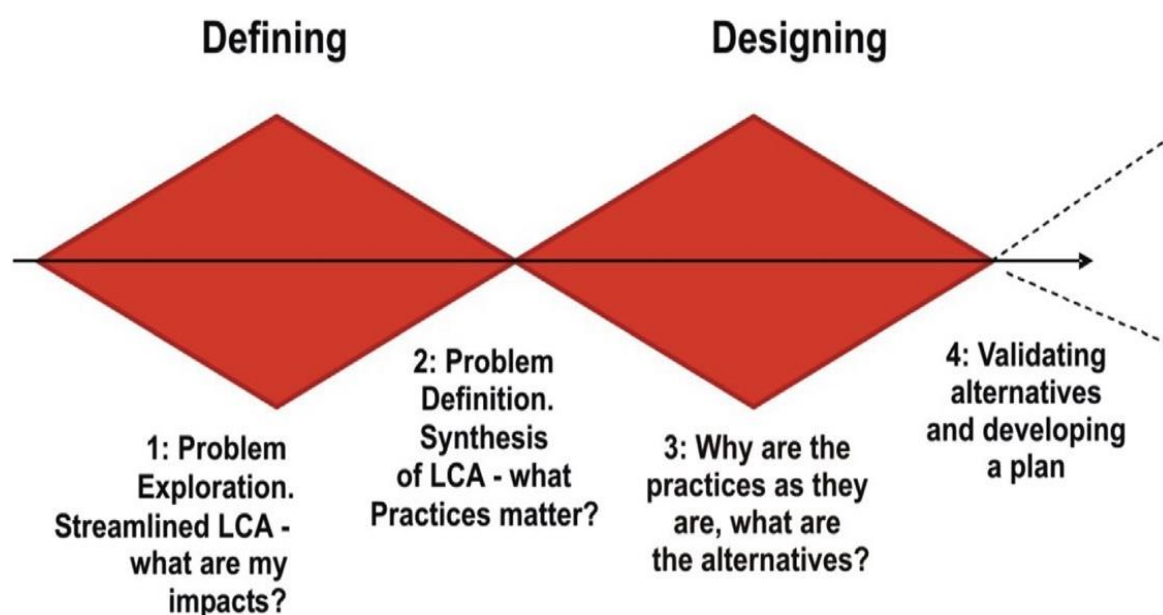 Defining
Designing
1: Problem
Exploration.
Streamlined LCA -
what are my
impacts?
2: Problem
Definition.
Synthesis
of LCA - what
Practices matter?
3: Why are the
practices as they
are, what are
the alternatives?
4: Validating
alternatives
and developing
a plan